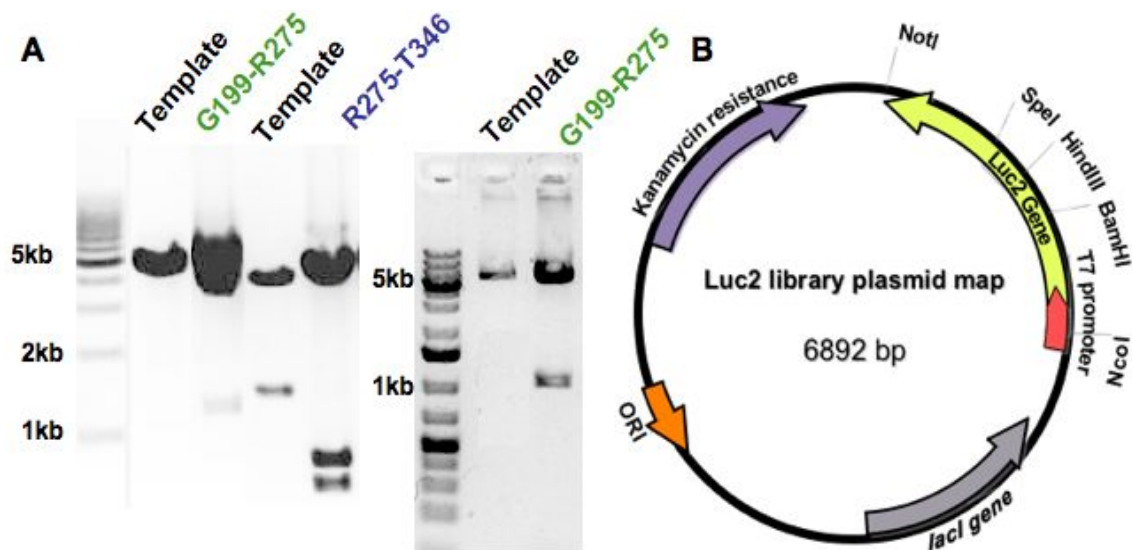 A
Template
G199-R275
Template
R275-T346
5kb
2kb
1kb
Template
G199-R275
5kb
1kb
B
NotI
SpeI
HindIII
BamHI
T7 promoter
NcoI
Luc2 Gene
Kanamycin resistance
Luc2 library plasmid map
6892 bp
ORI
lacI gene